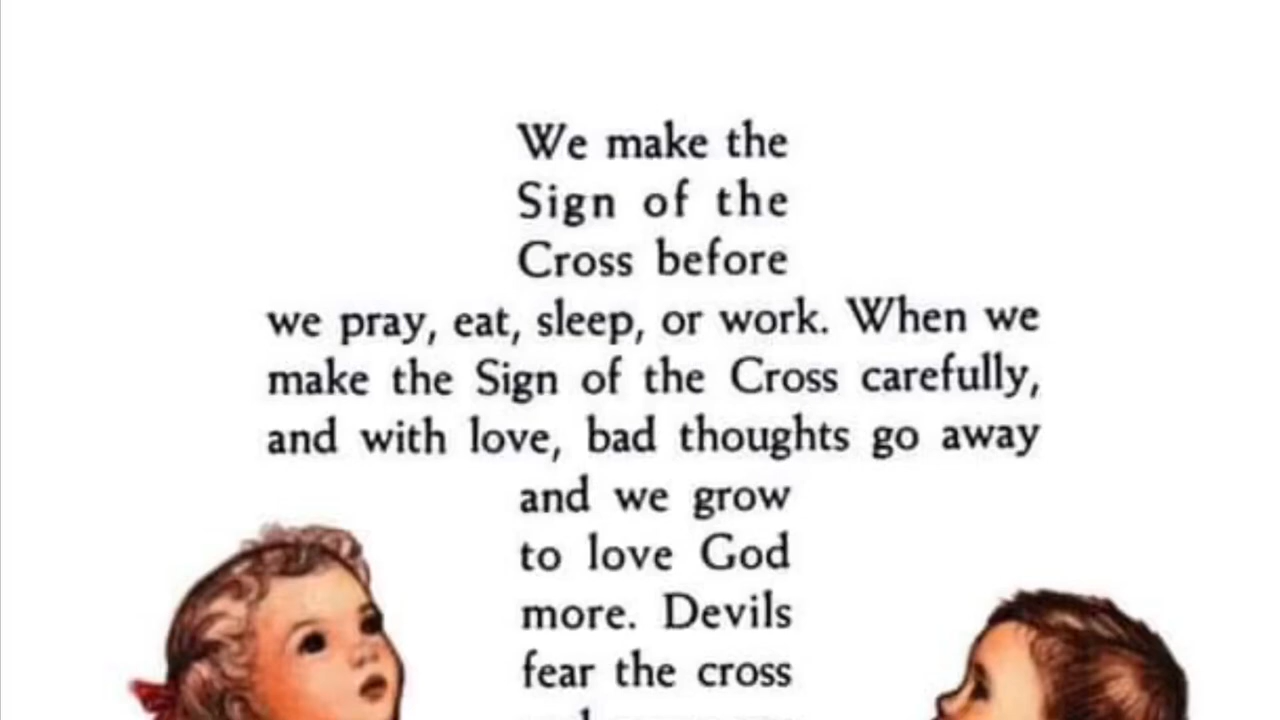 We make the
Sign of the
Cross before
we pray, eat, sleep, or work. When we
make the Sign of the Cross carefully,
and with love, bad thoughts go away
and we grow
to love God
more. Devils
fear the cross